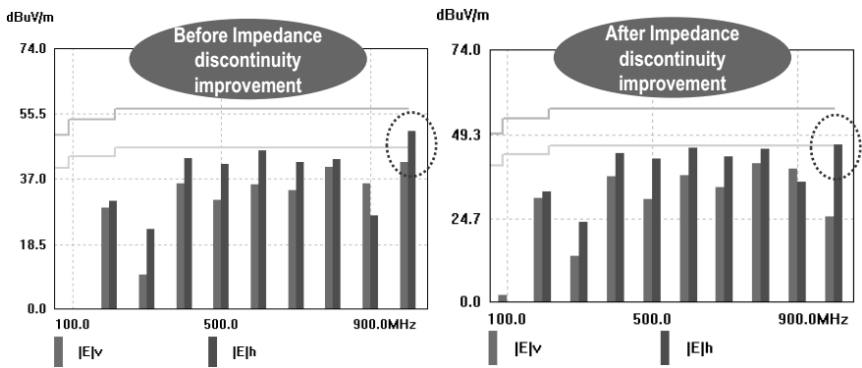 dBuV/m
Before Impedance
discontinuity
improvement
74.0
55.5
37.0
18.5
0.0
100.0 500.0 900.0MHz
|E|v |E|h
dBuV/m
After Impedance
discontinuity
improvement
74.0
49.3
24.7
0.0
100.0 500.0 900.0MHz
|E|v |E|h